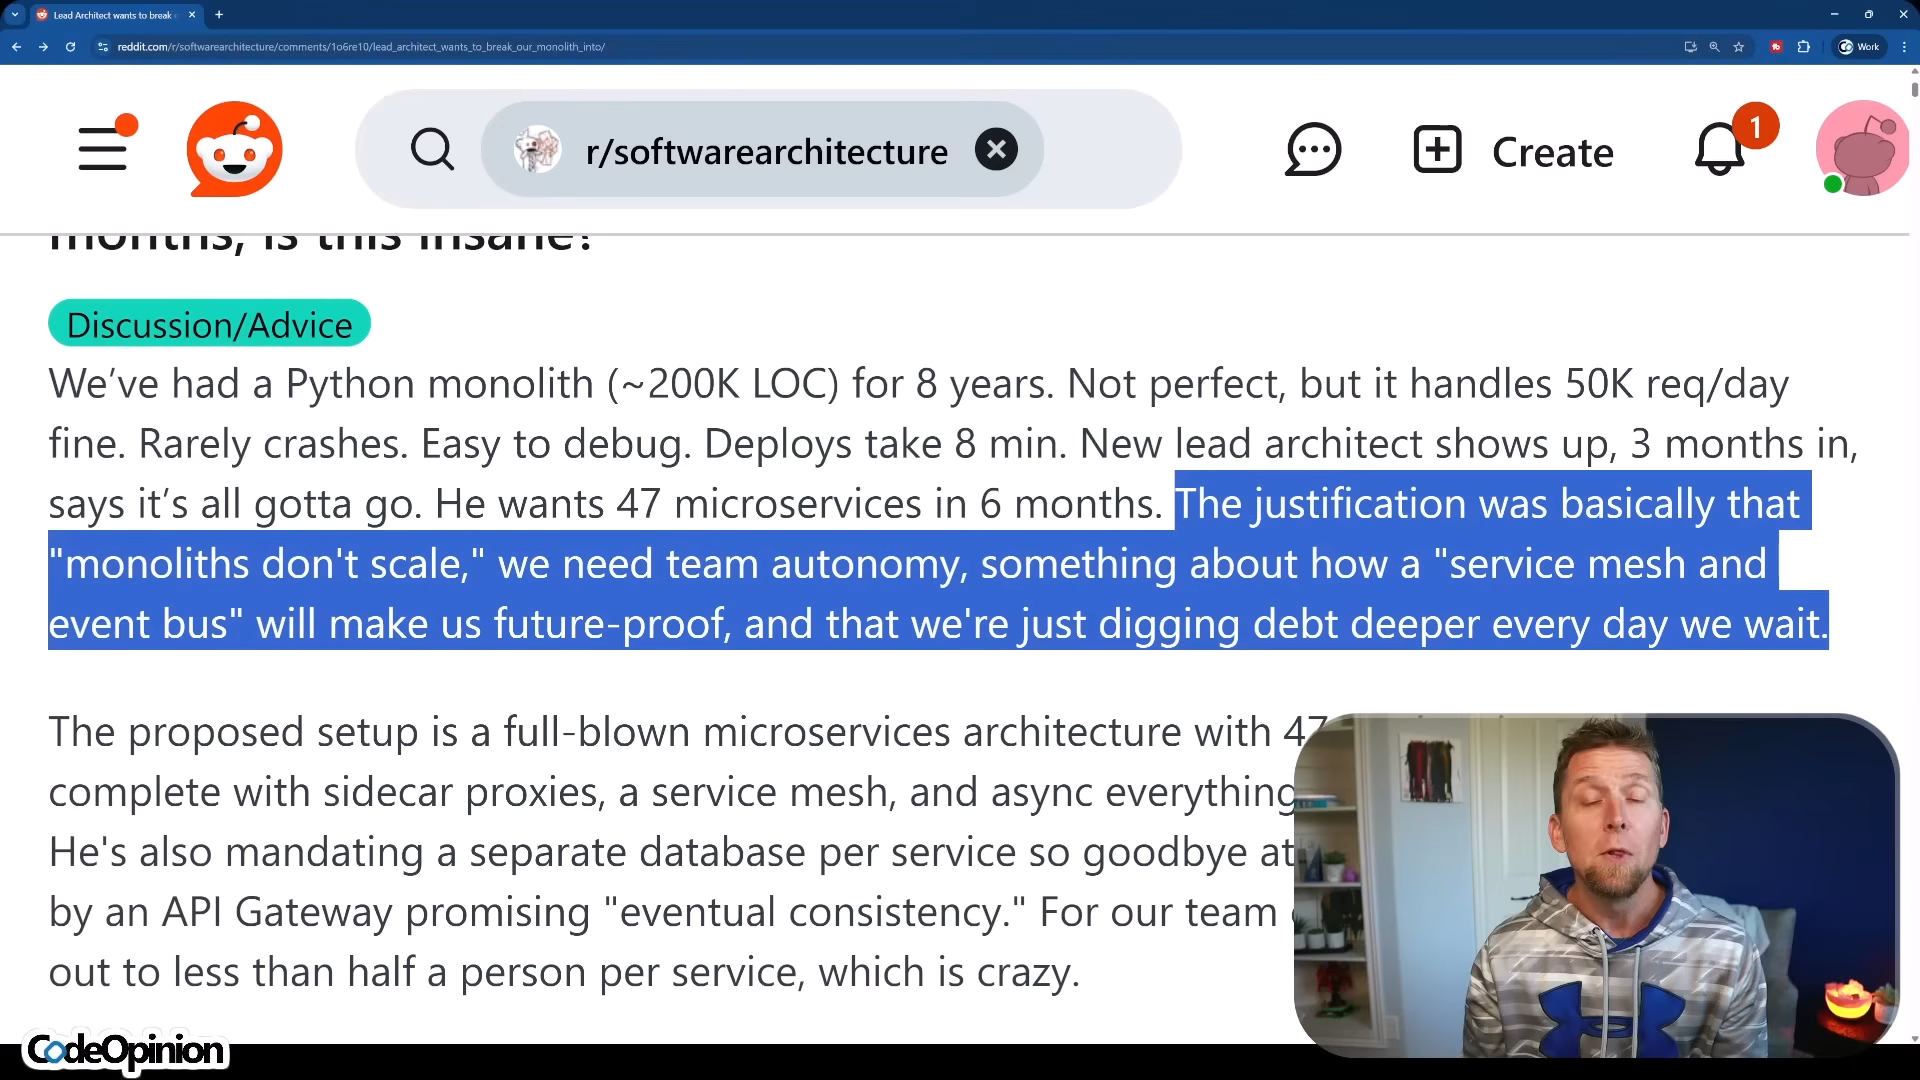 Lead Architect wants to break
reddit.com/r/softwarearchitecture/comments/1o6re10/lead_architect_wants_to_break_our_monolith_into/
Work
r/softwarearchitecture
Create
1
months, is this insane?
Discussion/Advice
We've had a Python monolith (~200K LOC) for 8 years. Not perfect, but it handles 50K req/day
fine. Rarely crashes. Easy to debug. Deploys take 8 min. New lead architect shows up, 3 months in,
says it's all gotta go. He wants 47 microservices in 6 months. The justification was basically that
"monoliths don't scale," we need team autonomy, something about how a "service mesh and
event bus" will make us future-proof, and that we're just digging debt deeper every day we wait.
The proposed setup is a full-blown microservices architecture with 47
complete with sidecar proxies, a service mesh, and async everything
He's also mandating a separate database per service so goodbye at
by an API Gateway promising "eventual consistency." For our team
out to less than half a person per service, which is crazy.
CodeOpinion